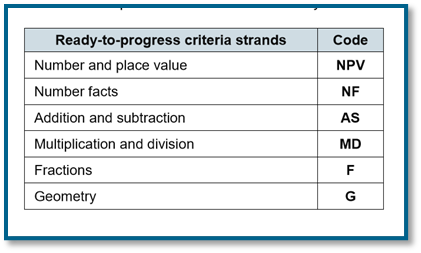 Ready-to-progress criteria strands Code
Number and place value NPV
Number facts NF
Addition and subtraction AS
Multiplication and division MD
Fractions F
Geometry G